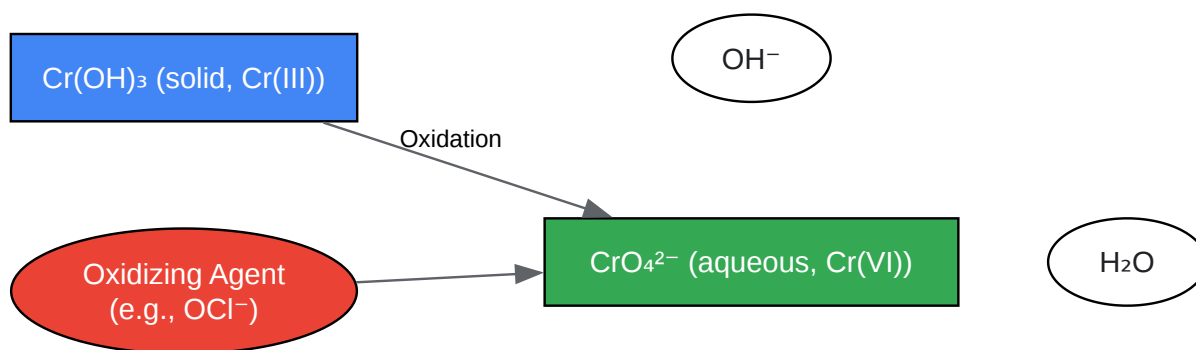 Cr(OH)₃ (solid, Cr(III))
OH⁻
Oxidation
CrO₄²⁻ (aqueous, Cr(VI))
H₂O
Oxidizing Agent
(e.g., OCl⁻)